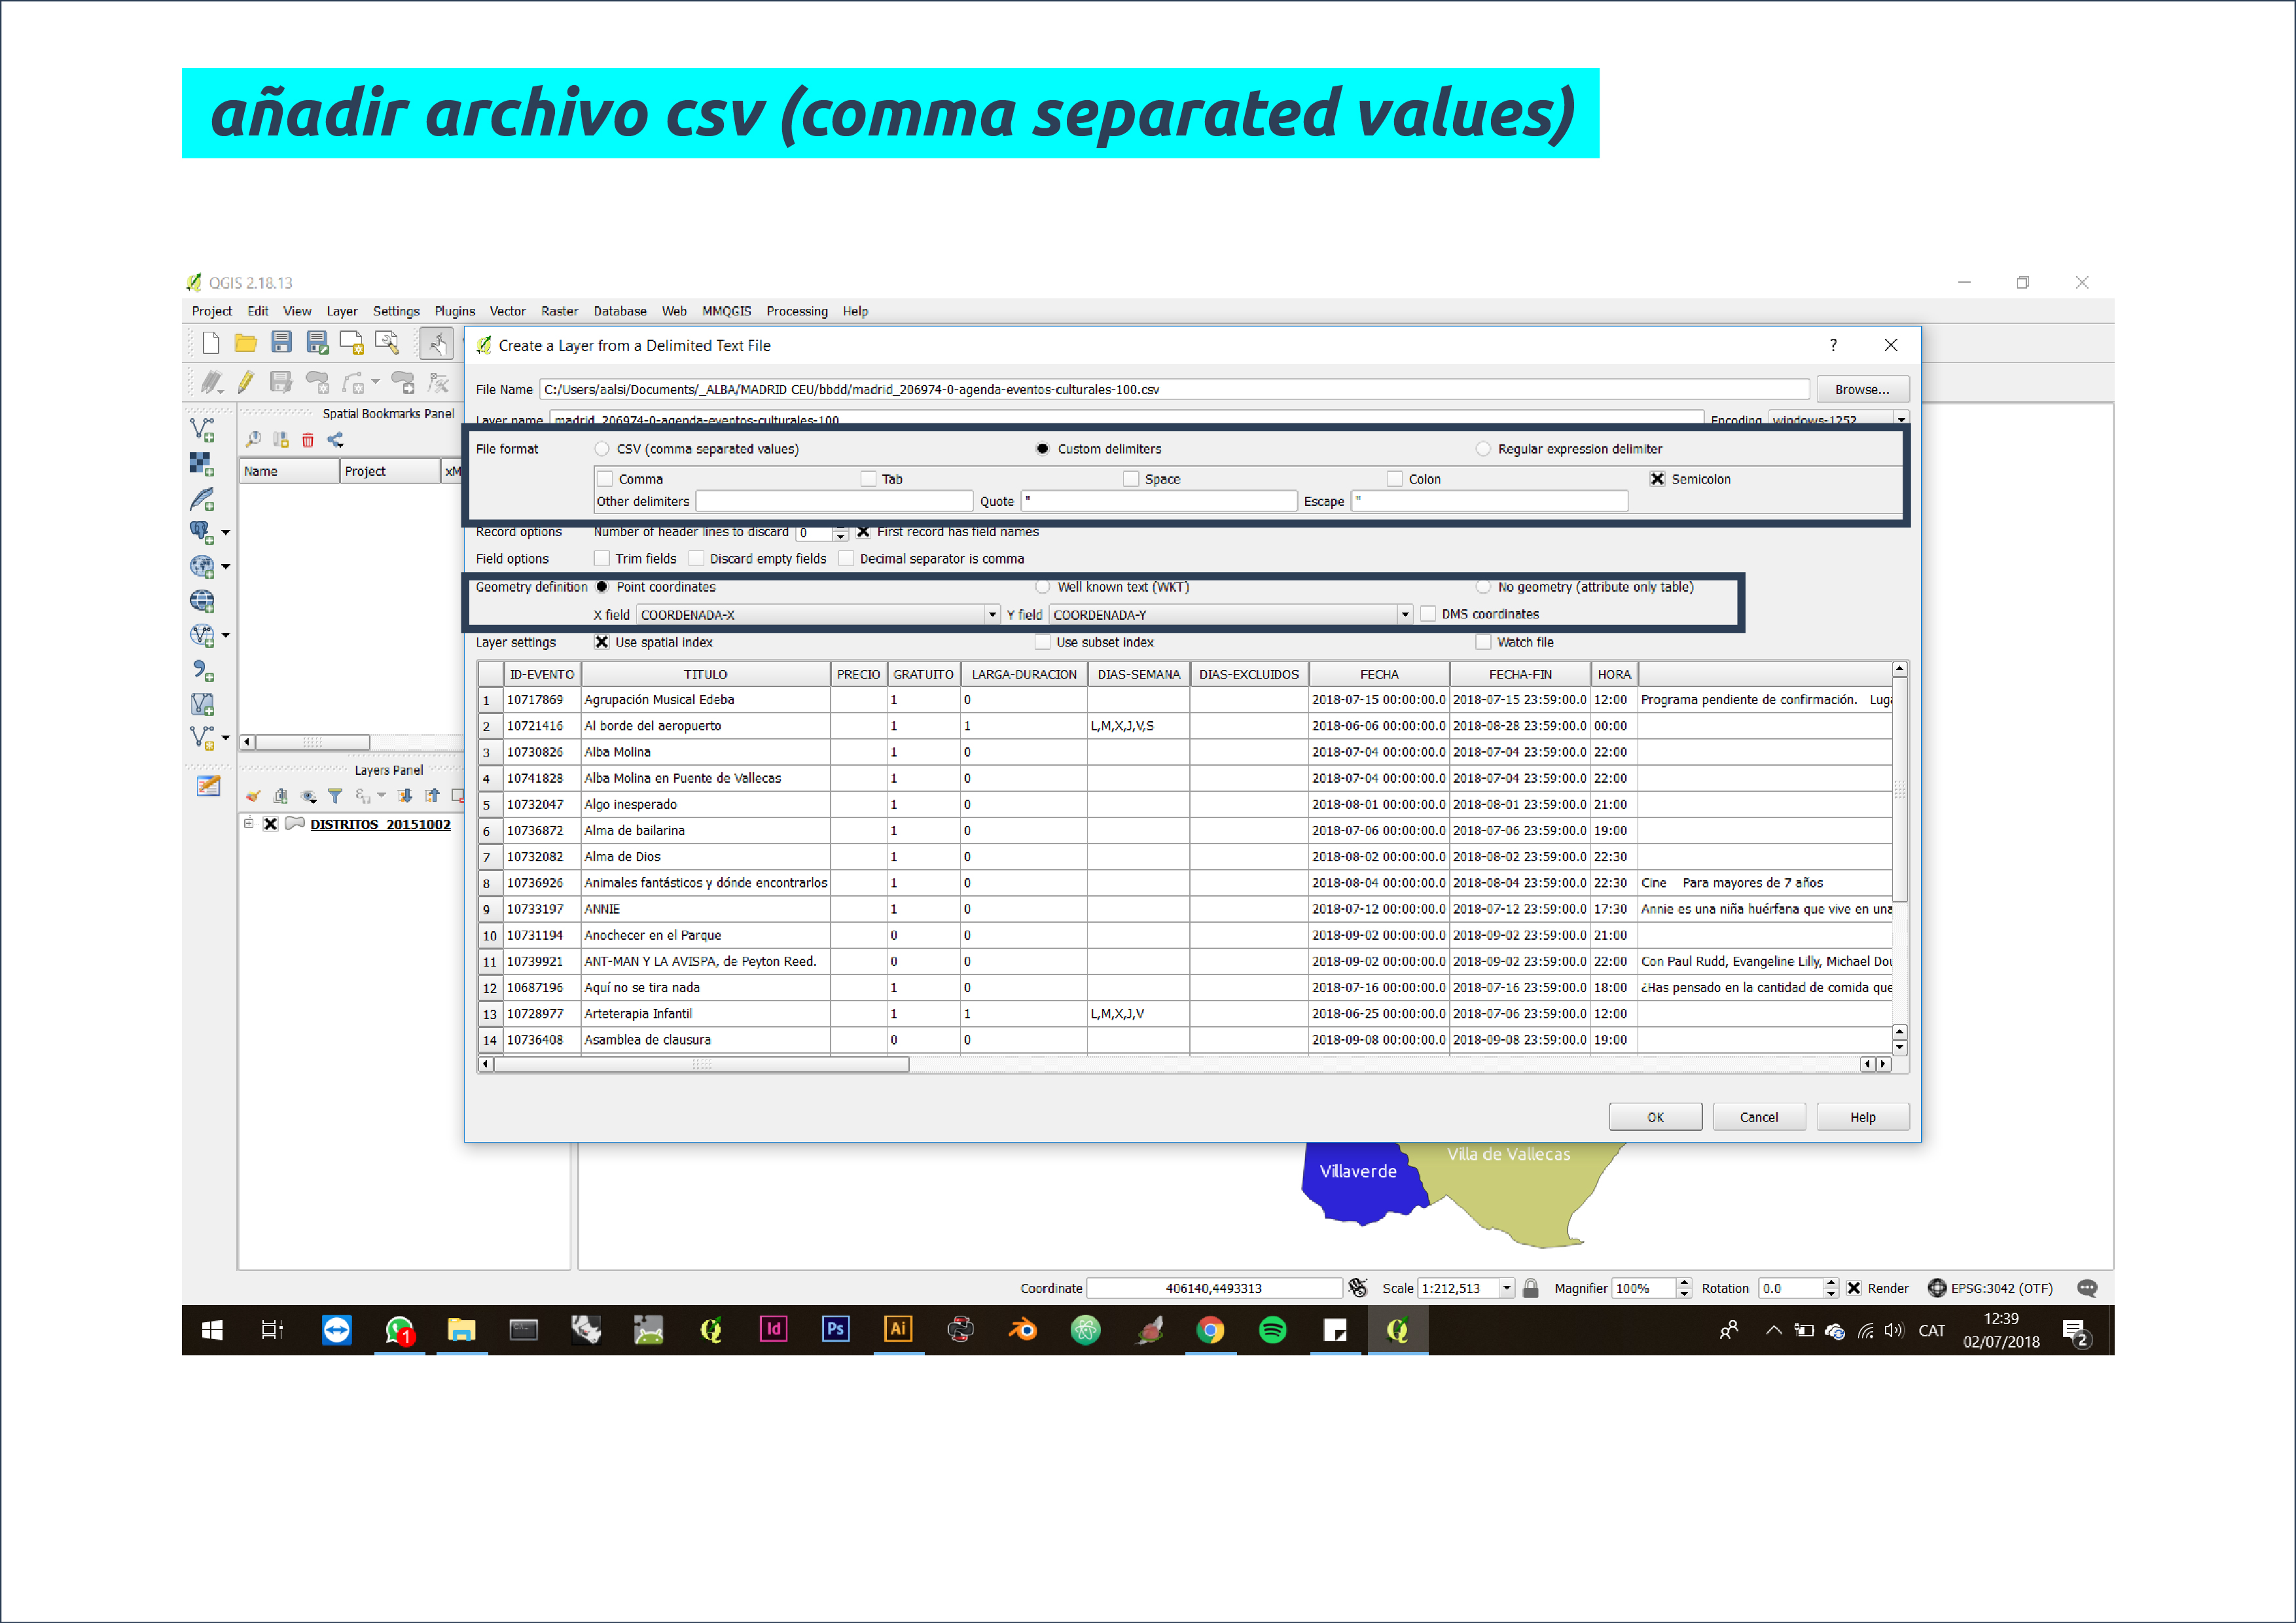 añadir archivo csv (comma separated values)
QGIS 2.18.13
Project Edit View Layer Settings Plugins Vector Raster Database Web MMQGIS Processing Help
Create a Layer from a Delimited Text File ?
File Name C:/Users/aalsi/Documents/_ALBA/MADRID CEU/bbdd/madrid_206974-0-agenda-eventos-culturales-100.csv Browse...
Layer name madrid_206974-0-agenda-eventos-culturales-100 Encoding windows-1252
File format CSV (comma separated values) Custom delimiters Regular expression delimiter
Comma Tab Space Colon Semicolon
Other delimiters Quote " Escape "
Record options Number of header lines to discard 0 First record has field names
Field options Trim fields Discard empty fields Decimal separator is comma
Geometry definition Point coordinates Well known text (WKT) No geometry (attribute only table)
X field COORDENADA-X Y field COORDENADA-Y DMS coordinates
Layer settings Use spatial index Use subset index Watch file
ID-EVENTO TITULO PRECIO GRATUITO LARGA-DURACION DIAS-SEMANA DIAS-EXCLUIDOS FECHA FECHA-FIN HORA
1 10717869 Agrupación Musical Edeba 1 0 2018-07-15 00:00:00.0 2018-07-15 23:59:00.0 12:00 Programa pendiente de confirmación. Luga
2 10721416 Al borde del aeropuerto 1 1 L,M,X,J,V,S 2018-06-06 00:00:00.0 2018-08-28 23:59:00.0 00:00
3 10730826 Alba Molina 1 0 2018-07-04 00:00:00.0 2018-07-04 23:59:00.0 22:00
4 10741828 Alba Molina en Puente de Vallecas 1 0 2018-07-04 00:00:00.0 2018-07-04 23:59:00.0 22:00
5 10732047 Algo inesperado 1 0 2018-08-01 00:00:00.0 2018-08-01 23:59:00.0 21:00
6 10736872 Alma de bailarina 1 0 2018-07-06 00:00:00.0 2018-07-06 23:59:00.0 19:00
7 10732082 Alma de Dios 1 0 2018-08-02 00:00:00.0 2018-08-02 23:59:00.0 22:30
8 10736926 Animales fantásticos y dónde encontrarlos 1 0 2018-08-04 00:00:00.0 2018-08-04 23:59:00.0 22:30 Cine Para mayores de 7 años
9 10733197 ANNIE 1 0 2018-07-12 00:00:00.0 2018-07-12 23:59:00.0 17:30 Annie es una niña huérfana que vive en una
10 10731194 Anochecer en el Parque 0 0 2018-09-02 00:00:00.0 2018-09-02 23:59:00.0 21:00
11 10739921 ANT-MAN Y LA AVISPA, de Peyton Reed. 0 0 2018-09-02 00:00:00.0 2018-09-02 23:59:00.0 22:00 Con Paul Rudd, Evangeline Lilly, Michael Dou
12 10687196 Aquí no se tira nada 1 0 2018-07-16 00:00:00.0 2018-07-16 23:59:00.0 18:00 ¿Has pensado en la cantidad de comida que
13 10728977 Arteterapia Infantil 1 1 L,M,X,J,V 2018-06-25 00:00:00.0 2018-07-06 23:59:00.0 12:00
14 10736408 Asamblea de clausura 0 0 2018-09-08 00:00:00.0 2018-09-08 23:59:00.0 19:00
OK Cancel Help
Spatial Bookmarks Panel
Name Project xM
Layers Panel
DISTRITOS_20151002
Villaverde
Villa de Vallecas
Coordinate 406140,4493313 Scale 1:212,513 Magnifier 100% Rotation 0.0 Render EPSG:3042 (OTF)
1 Id Ps Ai CAT 12:39
02/07/2018 2